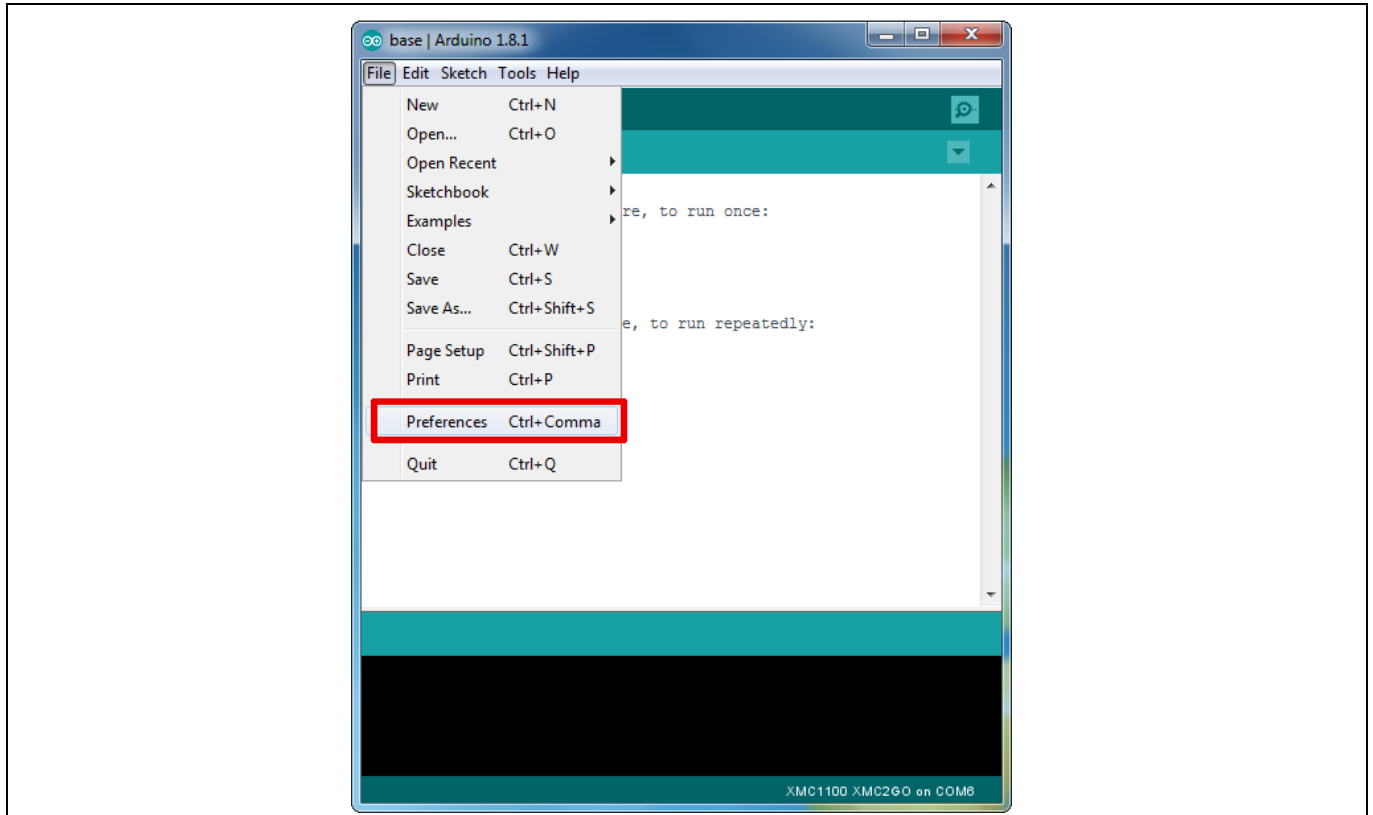 base | Arduino 1.8.1
File Edit Sketch Tools Help
New Ctrl+N
Open... Ctrl+O
Open Recent
Sketchbook
re, to run once:
Examples
Close Ctrl+W
Save Ctrl+S
Save As... Ctrl+Shift+S
e, to run repeatedly:
Page Setup Ctrl+Shift+P
Print Ctrl+P
Preferences Ctrl+Comma
Quit Ctrl+Q
XMC1100 XMC2GO on COM6